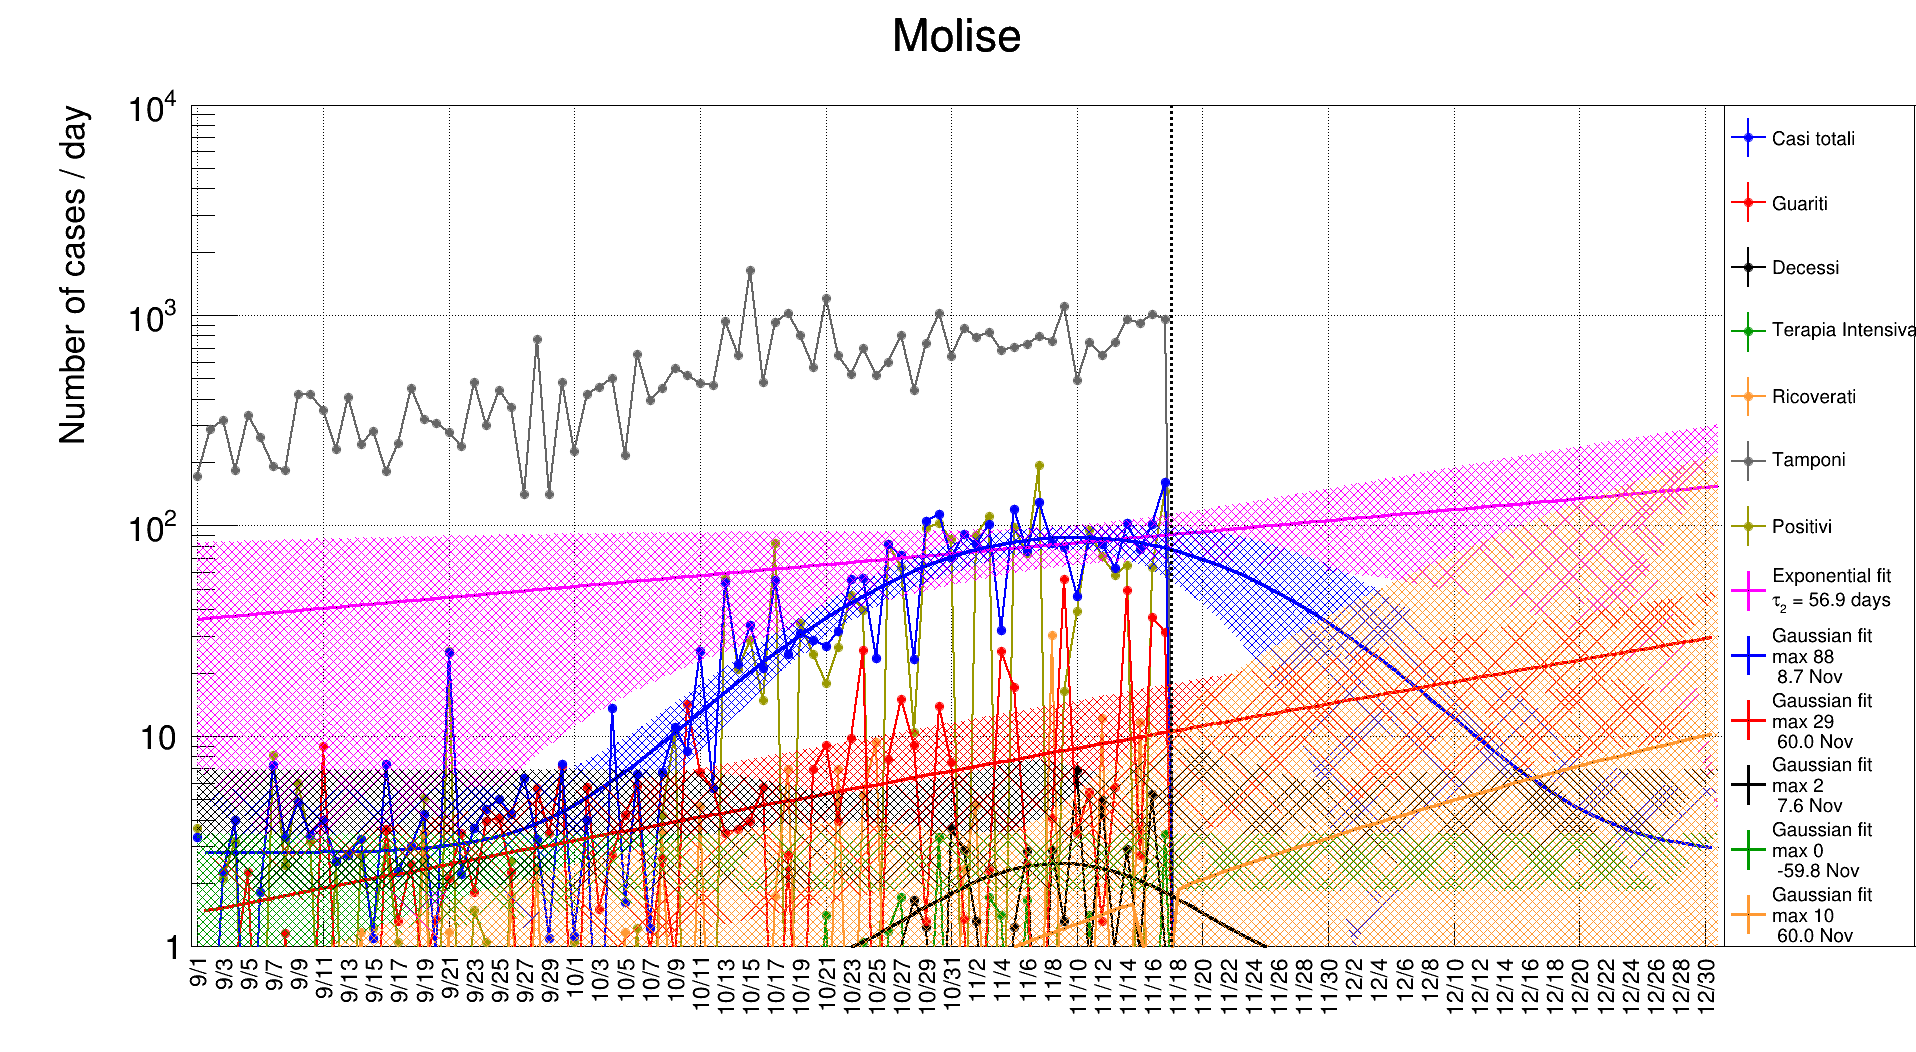 Molise
Number of cases / day
10⁴
10³
10²
10
1
9/1
9/3
9/5
9/7
9/9
9/11
9/13
9/15
9/17
9/19
9/21
9/23
9/25
9/27
9/29
10/1
10/3
10/5
10/7
10/9
10/11
10/13
10/15
10/17
10/19
10/21
10/23
10/25
10/27
10/29
10/31
11/2
11/4
11/6
11/8
11/10
11/12
11/14
11/16
11/18
11/20
11/22
11/24
11/26
11/28
11/30
12/2
12/4
12/6
12/8
12/10
12/12
12/14
12/16
12/18
12/20
12/22
12/24
12/26
12/28
12/30
Casi totali
Guariti
Decessi
Terapia Intensiva
Ricoverati
Tamponi
Positivi
Exponential fit
τ₂ = 56.9 days
Gaussian fit
max 88
8.7 Nov
Gaussian fit
max 29
60.0 Nov
Gaussian fit
max 2
7.6 Nov
Gaussian fit
max 0
-59.8 Nov
Gaussian fit
max 10
60.0 Nov